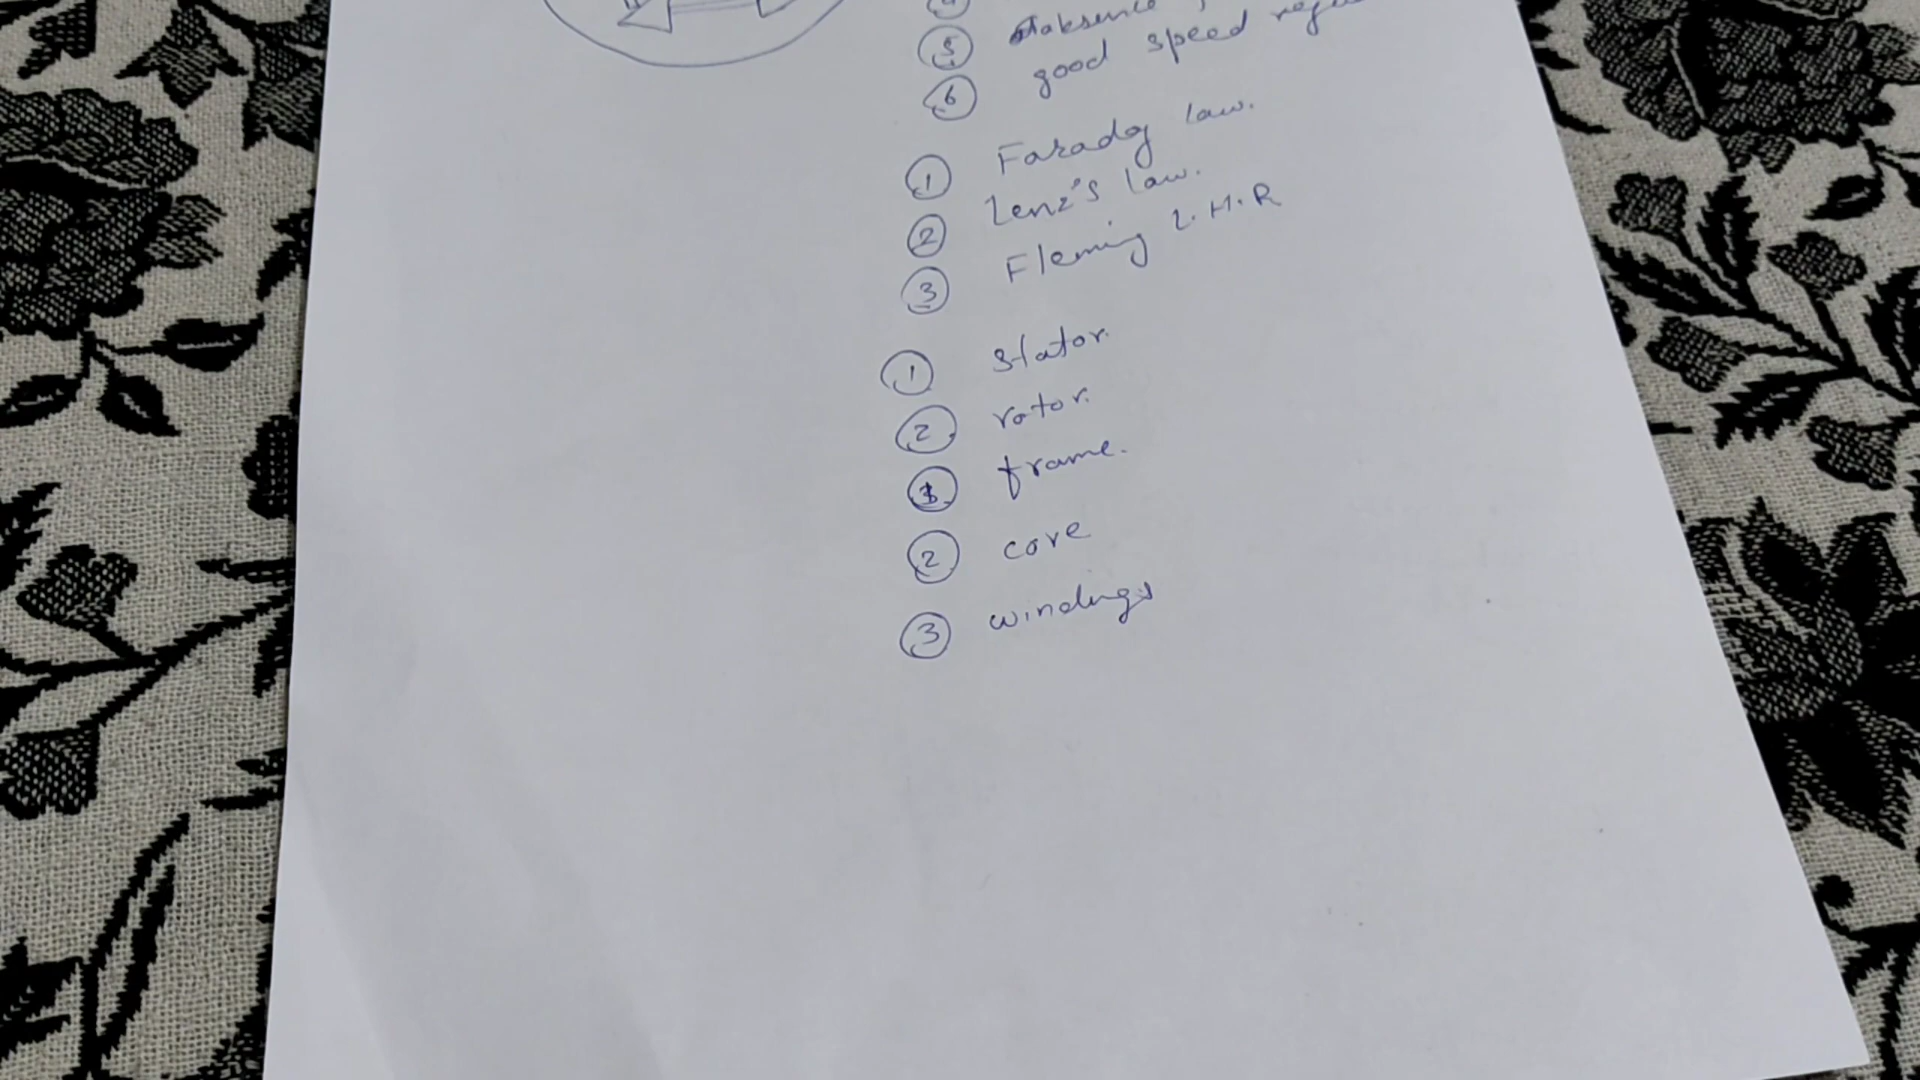 5
6 good speed
1 Faraday law.
2 Lenz's law.
3 Fleming L.H.R
1 Stator.
2 rotor.
3 frame.
2 core
3 windings